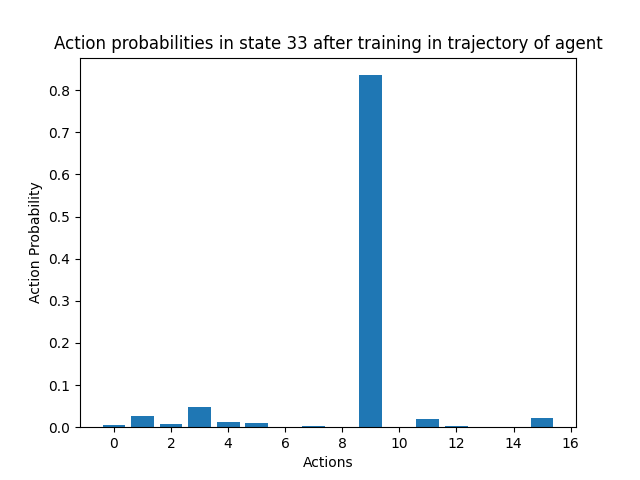 Action probabilities in state 33 after training in trajectory of agent
0.8
0.7
0.6
0.5
0.4
0.3
0.2
0.1
0.0
Action Probability
0 2 4 6 8 10 12 14 16
Actions